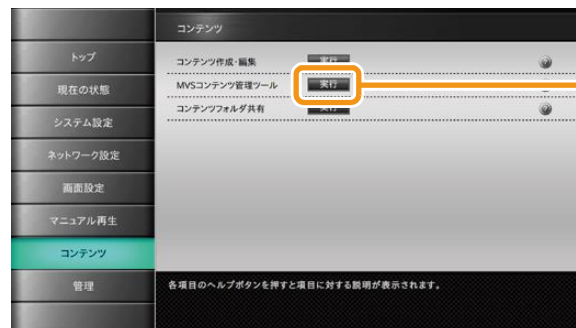 コンテンツ
トップ
現在の状態
システム設定
ネットワーク設定
画面設定
マニュアル再生
コンテンツ
管理
コンテンツ作成・編集 実行
MVSコンテンツ管理ツール 実行
コンテンツフォルダ共有 実行
各項目のヘルプボタンを押すと項目に対する説明が表示されます。